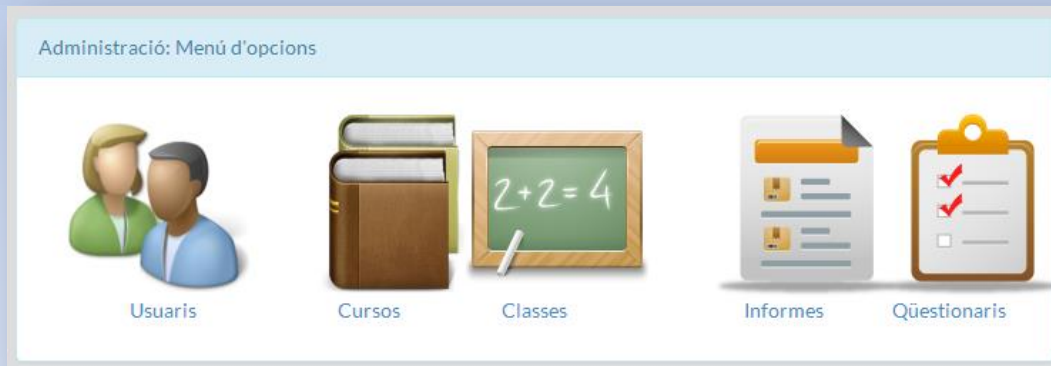 Administració: Menú d'opcions
2+2=4
Usuaris
Cursos
Classes
Informes
Qüestionaris